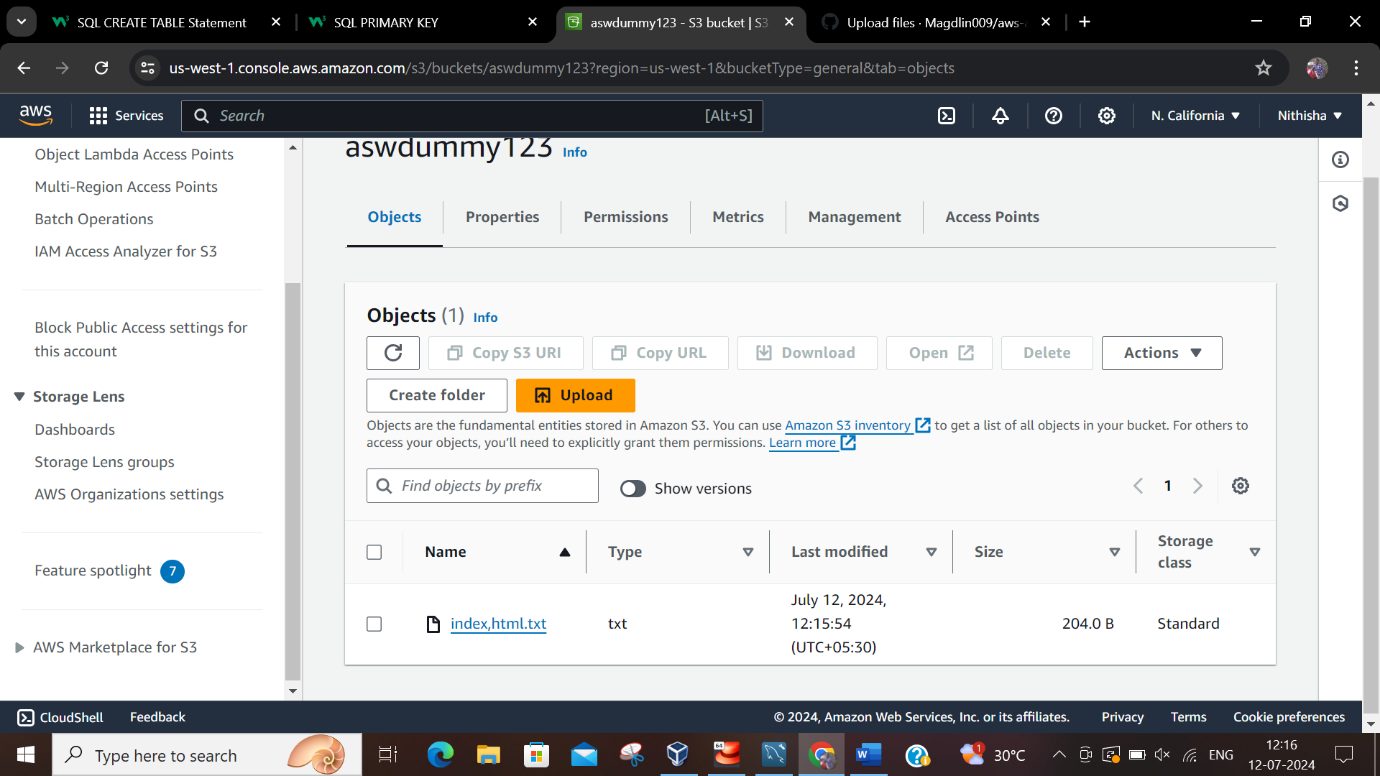 SQL CREATE TABLE Statement
SQL PRIMARY KEY
aswdummy123 - S3 bucket | S3
Upload files · Magdlin009/aws-
us-west-1.console.aws.amazon.com/s3/buckets/aswdummy123?region=us-west-1&bucketType=general&tab=objects
aws
Services
Search
[Alt+S]
N. California
Nithisha
Object Lambda Access Points
Multi-Region Access Points
Batch Operations
IAM Access Analyzer for S3
Block Public Access settings for
this account
Storage Lens
Dashboards
Storage Lens groups
AWS Organizations settings
Feature spotlight 7
AWS Marketplace for S3
aswdummy123 Info
Objects Properties Permissions Metrics Management Access Points
Objects (1) Info
Copy S3 URI Copy URL Download Open Delete Actions
Create folder Upload
Objects are the fundamental entities stored in Amazon S3. You can use Amazon S3 inventory to get a list of all objects in your bucket. For others to
access your objects, you'll need to explicitly grant them permissions. Learn more
Find objects by prefix Show versions 1
Name Type Last modified Size Storage
class
index,html.txt txt July 12, 2024,
12:15:54
(UTC+05:30)
204.0 B Standard
CloudShell Feedback © 2024, Amazon Web Services, Inc. or its affiliates. Privacy Terms Cookie preferences
Type here to search
64
1
30°C
ENG
12:16
12-07-2024